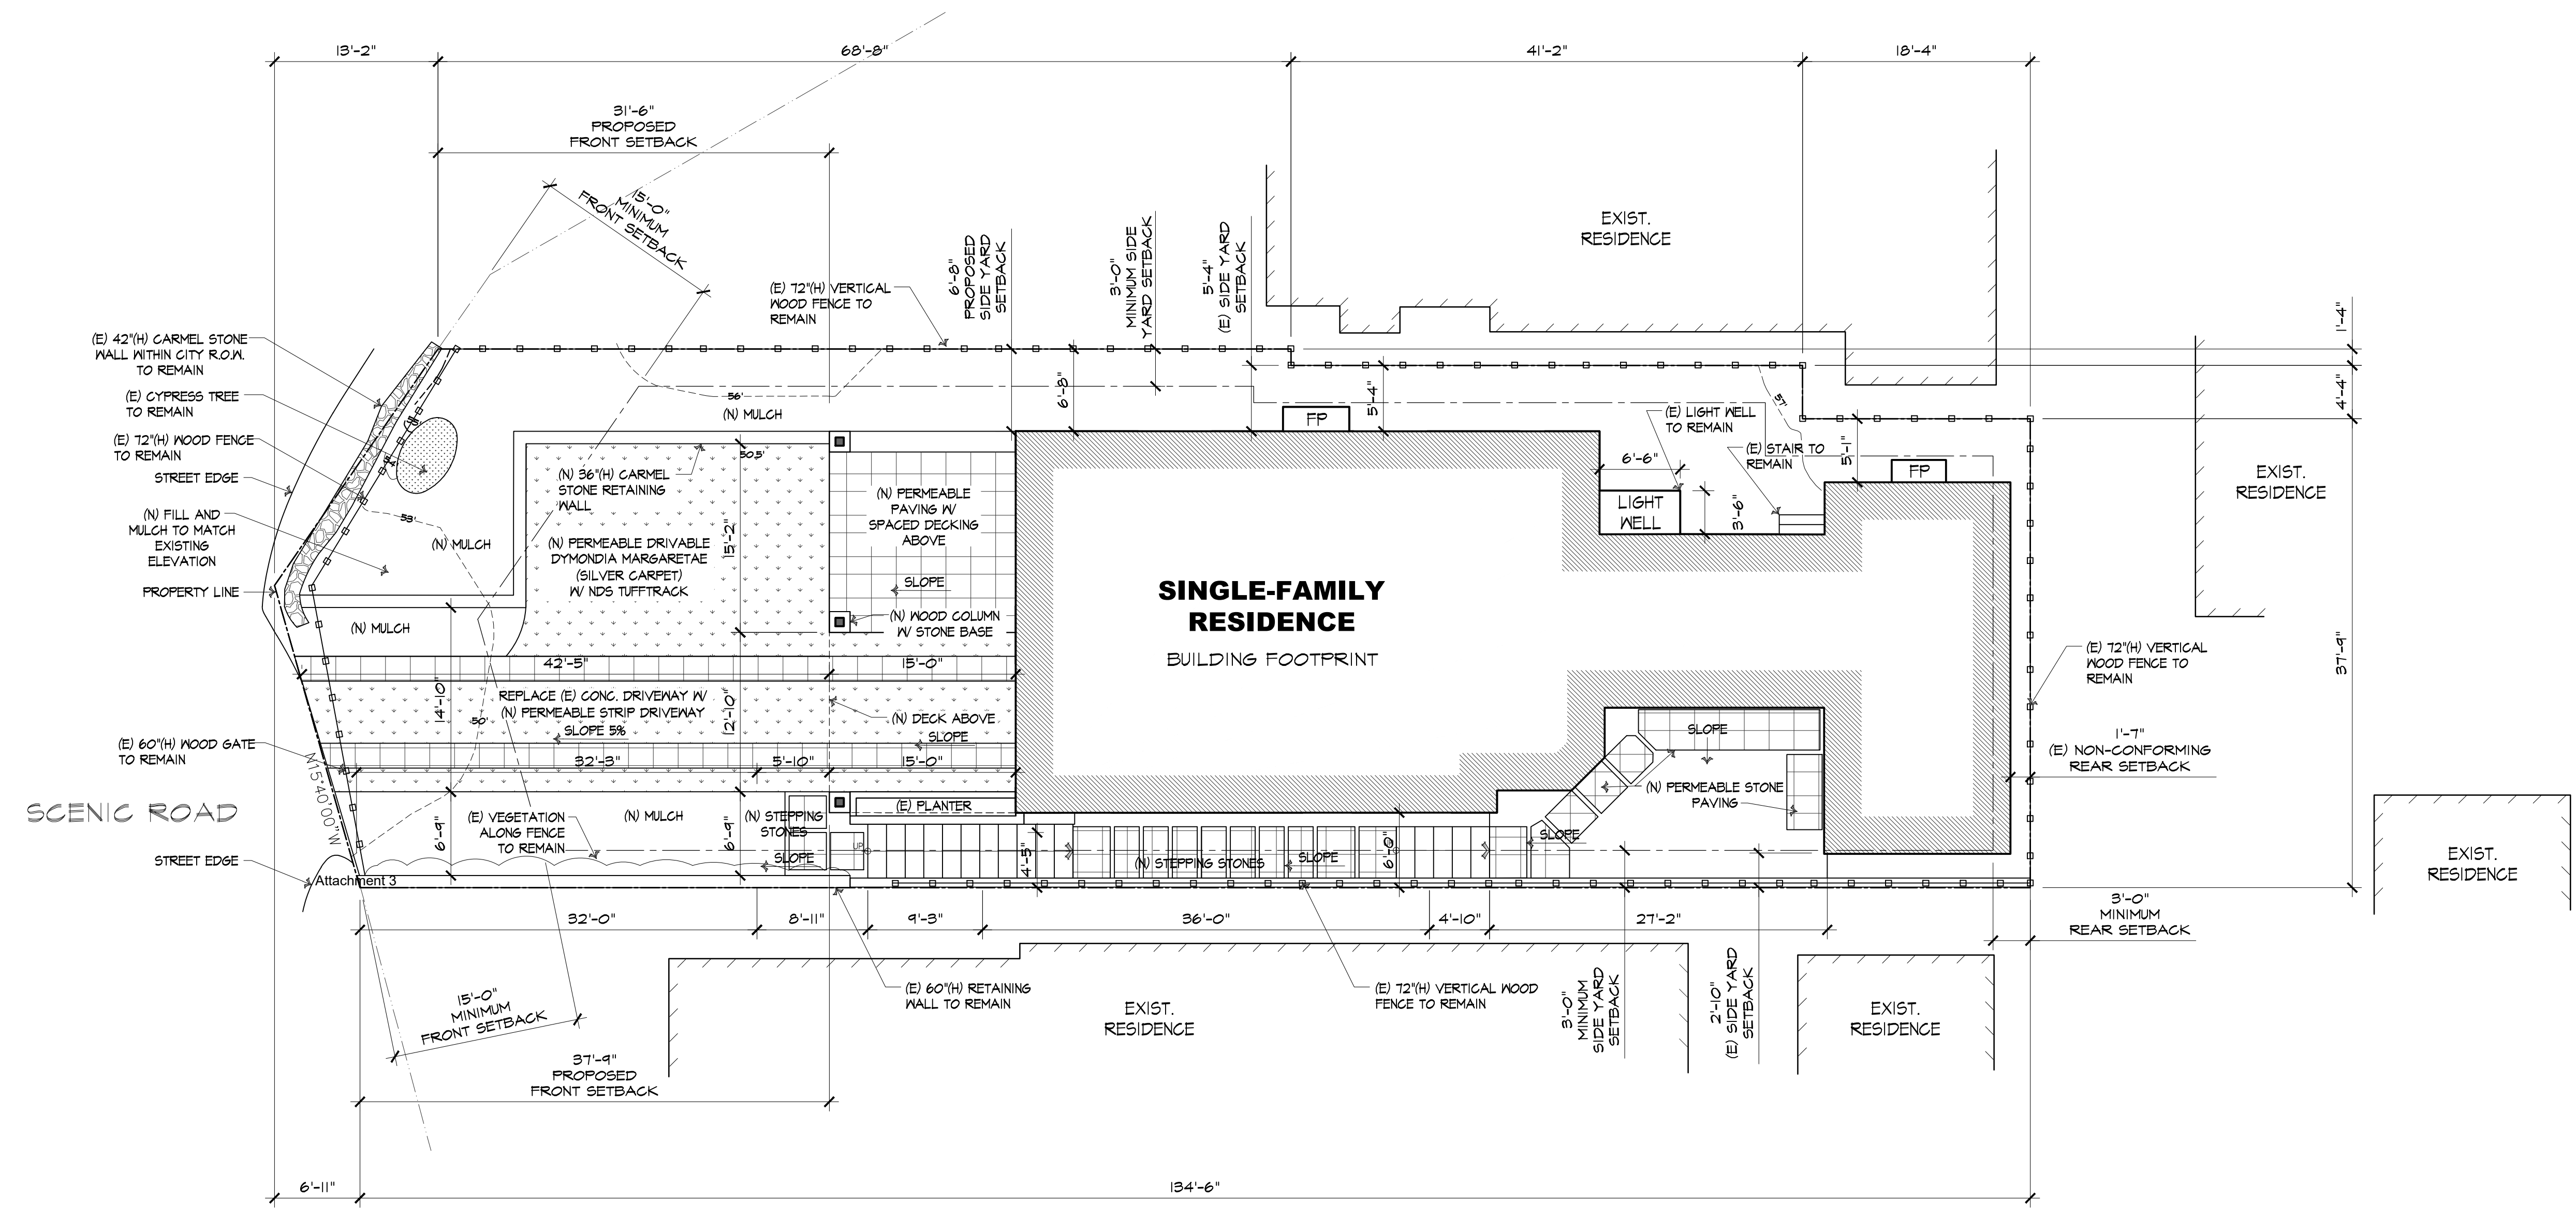 13'-2"
68'-8"
41'-2"
18'-4"
31'-6"
PROPOSED
FRONT SETBACK
15'-0"
MINIMUM
FRONT SETBACK
6'-8"
PROPOSED
SIDE YARD
SETBACK
3'-0"
MINIMUM SIDE
YARD SETBACK
5'-4"
(E) SIDE YARD
SETBACK
EXIST.
RESIDENCE
(E) 72"(H) VERTICAL
WOOD FENCE TO
REMAIN
1'-4"
4'-4"
37'-9"
(E) 42"(H) CARMEL STONE
WALL WITHIN CITY R.O.W.
TO REMAIN
(E) CYPRESS TREE
TO REMAIN
(E) 72"(H) WOOD FENCE
TO REMAIN
STREET EDGE
(N) FILL AND
MULCH TO MATCH
EXISTING
ELEVATION
PROPERTY LINE
(E) 60"(H) WOOD GATE
TO REMAIN
SCENIC ROAD
STREET EDGE
Attachment 3
N15°40'00"W
56'
(N) MULCH
6'-8"
5'-4"
57'
FP
(E) LIGHT WELL
TO REMAIN
(E) STAIR TO
REMAIN
5'-1"
FP
6'-6"
LIGHT
WELL
3'-6"
EXIST.
RESIDENCE
54'
53'
(N) MULCH
(N) MULCH
50.5'
(N) 36"(H) CARMEL
STONE RETAINING
WALL
15'-2"
(N) PERMEABLE DRIVABLE
DYMONDIA MARGARETAE
(SILVER CARPET)
W/ NDS TUFFTRACK
(N) PERMEABLE
PAVING W/
SPACED DECKING
ABOVE
SLOPE
(N) WOOD COLUMN
W/ STONE BASE
SINGLE-FAMILY
RESIDENCE
BUILDING FOOTPRINT
42'-5"
15'-0"
14'-10"
50'
REPLACE (E) CONC. DRIVEWAY W/
(N) PERMEABLE STRIP DRIVEWAY
SLOPE 5%
12'-10"
(N) DECK ABOVE
SLOPE
32'-3"
5'-10"
15'-0"
(E) 72"(H) VERTICAL
WOOD FENCE TO
REMAIN
1'-7"
(E) NON-CONFORMING
REAR SETBACK
SLOPE
(N) PERMEABLE STONE
PAVING
6'-9"
(E) VEGETATION
ALONG FENCE
TO REMAIN
(N) MULCH
6'-9"
(N) STEPPING
STONES
SLOPE
UP
(E) PLANTER
4'-5"
(N) STEPPING STONES
SLOPE
6'-0"
SLOPE
EXIST.
RESIDENCE
3'-0"
MINIMUM
REAR SETBACK
32'-0"
8'-11"
9'-3"
36'-0"
4'-10"
27'-2"
15'-0"
MINIMUM
FRONT SETBACK
37'-9"
PROPOSED
FRONT SETBACK
(E) 60"(H) RETAINING
WALL TO REMAIN
EXIST.
RESIDENCE
(E) 72"(H) VERTICAL WOOD
FENCE TO REMAIN
3'-0"
MINIMUM
SIDE YARD
SETBACK
2'-10"
(E) SIDE YARD
SETBACK
EXIST.
RESIDENCE
6'-11"
134'-6"